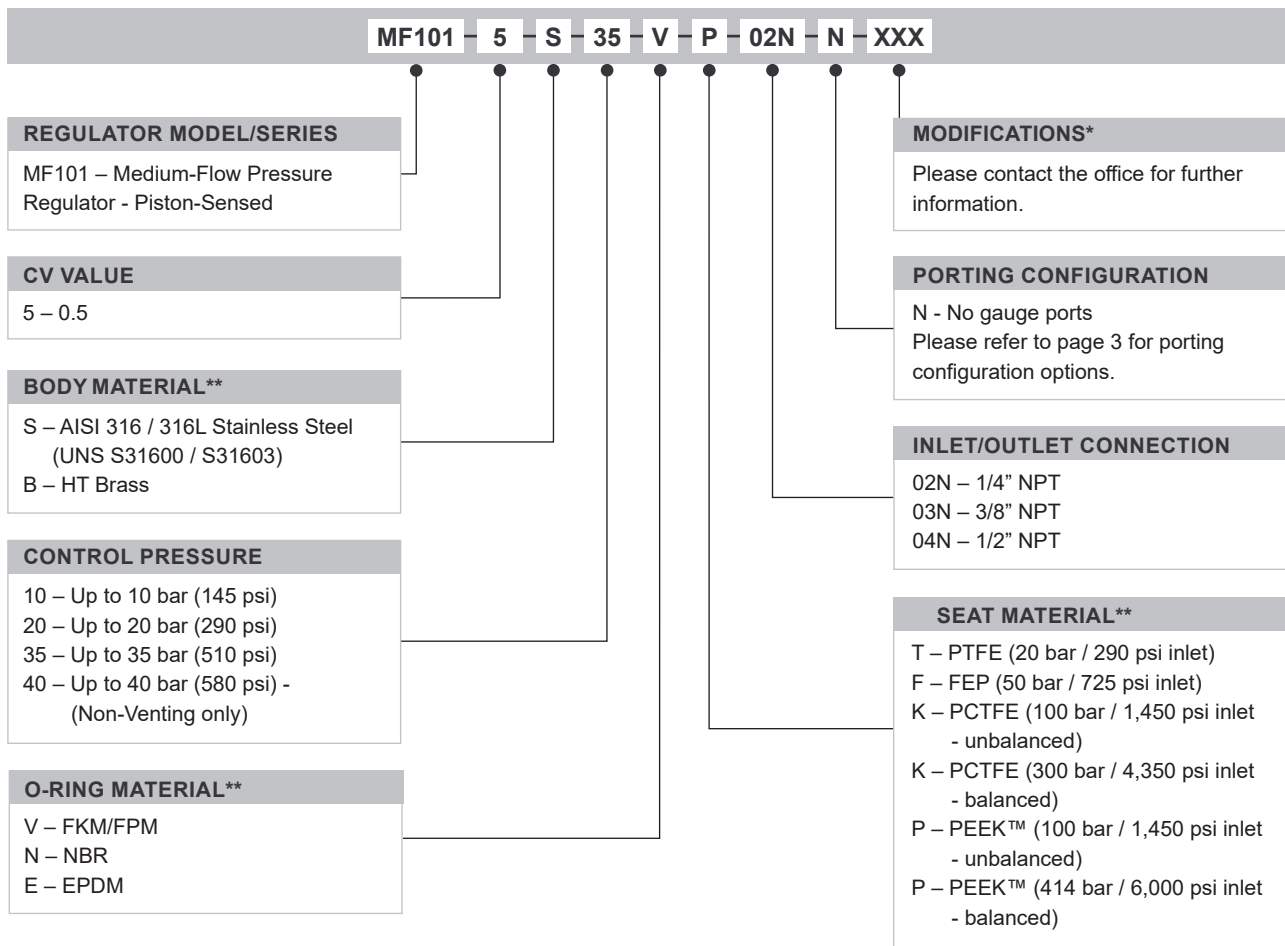 MF101 - 5 - S - 35 - V - P - 02N - N - XXX
REGULATOR MODEL/SERIES
MF101 – Medium-Flow Pressure
Regulator - Piston-Sensed
CV VALUE
5 – 0.5
BODY MATERIAL**
S – AISI 316 / 316L Stainless Steel
(UNS S31600 / S31603)
B – HT Brass
CONTROL PRESSURE
10 – Up to 10 bar (145 psi)
20 – Up to 20 bar (290 psi)
35 – Up to 35 bar (510 psi)
40 – Up to 40 bar (580 psi) -
(Non-Venting only)
O-RING MATERIAL**
V – FKM/FPM
N – NBR
E – EPDM
MODIFICATIONS*
Please contact the office for further
information.
PORTING CONFIGURATION
N - No gauge ports
Please refer to page 3 for porting
configuration options.
INLET/OUTLET CONNECTION
02N – 1/4” NPT
03N – 3/8” NPT
04N – 1/2” NPT
SEAT MATERIAL**
T – PTFE (20 bar / 290 psi inlet)
F – FEP (50 bar / 725 psi inlet)
K – PCTFE (100 bar / 1,450 psi inlet
- unbalanced)
K – PCTFE (300 bar / 4,350 psi inlet
- balanced)
P – PEEK™ (100 bar / 1,450 psi inlet
- unbalanced)
P – PEEK™ (414 bar / 6,000 psi inlet
- balanced)